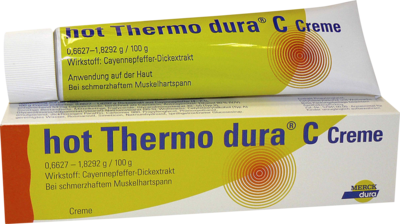 hot Thermo dura® C Creme
0,6627–1,8292 g / 100 g
Wirkstoff: Cayennepfeffer-Dickextrakt
Anwendung auf der Haut
Bei schmerzhaftem Muskelhartspann
hot Thermo dura® C Creme
0,6627 – 1,8292 g / 100 g
Wirkstoff: Cayennepfeffer-Dickextrakt
Bei schmerzhaftem Muskelhartspann
Creme
MERCK
dura